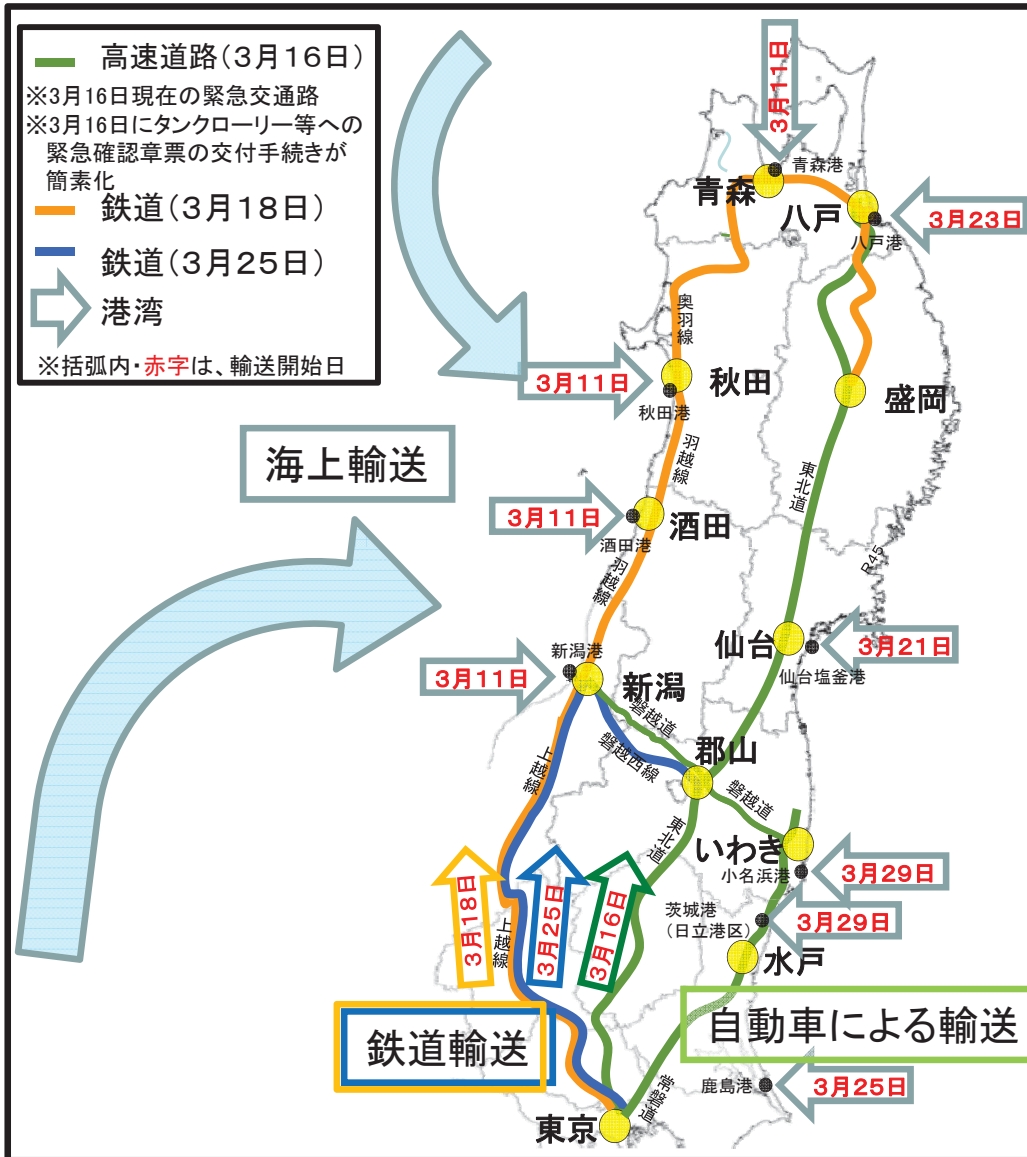 高速道路(3月16日)
※3月16日現在の緊急交通路
※3月16日にタンクローリー等への
緊急確認章票の交付手続きが
簡素化
鉄道(3月18日)
鉄道(3月25日)
港湾
※括弧内・赤字は、輸送開始日
3月11日
青森港
青森
八戸
八戸港
3月23日
奥羽線
3月11日
秋田
秋田港
盛岡
海上輸送
羽越線
東北道
3月11日
酒田
酒田港
羽越線
R45
仙台
3月21日
仙台塩釜港
新潟港
3月11日
新潟
磐越道
磐越西線
郡山
上越線
磐越道
東北道
いわき
小名浜港
3月29日
3月18日
3月25日
3月16日
上越線
茨城港
(日立港区)
3月29日
水戸
鉄道輸送
自動車による輸送
鹿島港
3月25日
常磐道
東京